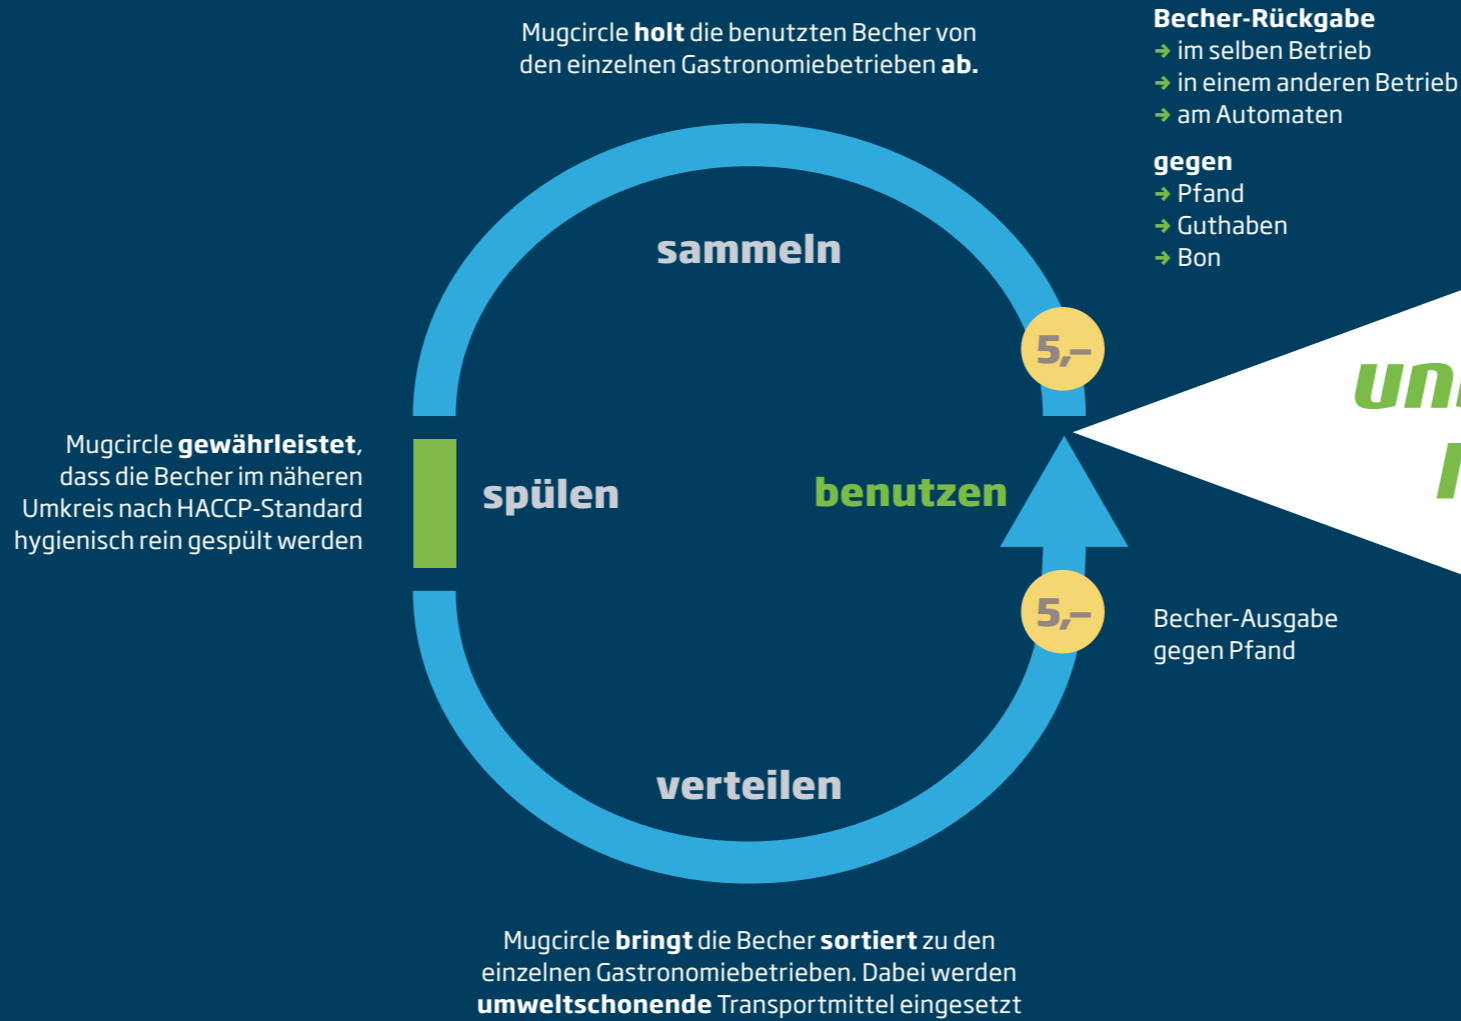 Mugcircle holt die benutzten Becher von
den einzelnen Gastronomiebetrieben ab.
Becher-Rückgabe
→ im selben Betrieb
→ in einem anderen Betrieb
→ am Automaten
gegen
→ Pfand
→ Guthaben
→ Bon
sammeln
5,–
Mugcircle gewährleistet,
dass die Becher im näheren
Umkreis nach HACCP-Standard
hygienisch rein gespült werden
spülen
benutzen
5,–
Becher-Ausgabe
gegen Pfand
verteilen
Mugcircle bringt die Becher sortiert zu den
einzelnen Gastronomiebetrieben. Dabei werden
umweltschonende Transportmittel eingesetzt